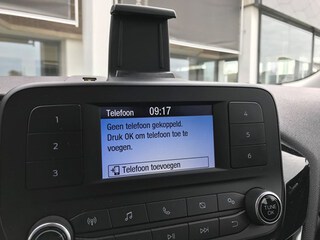 Telefoon 09:17
Geen telefoon gekoppeld.
Druk OK om telefoon toe te
voegen.
Telefoon toevoegen
1
2
3
4
5
6
TUNE
OK